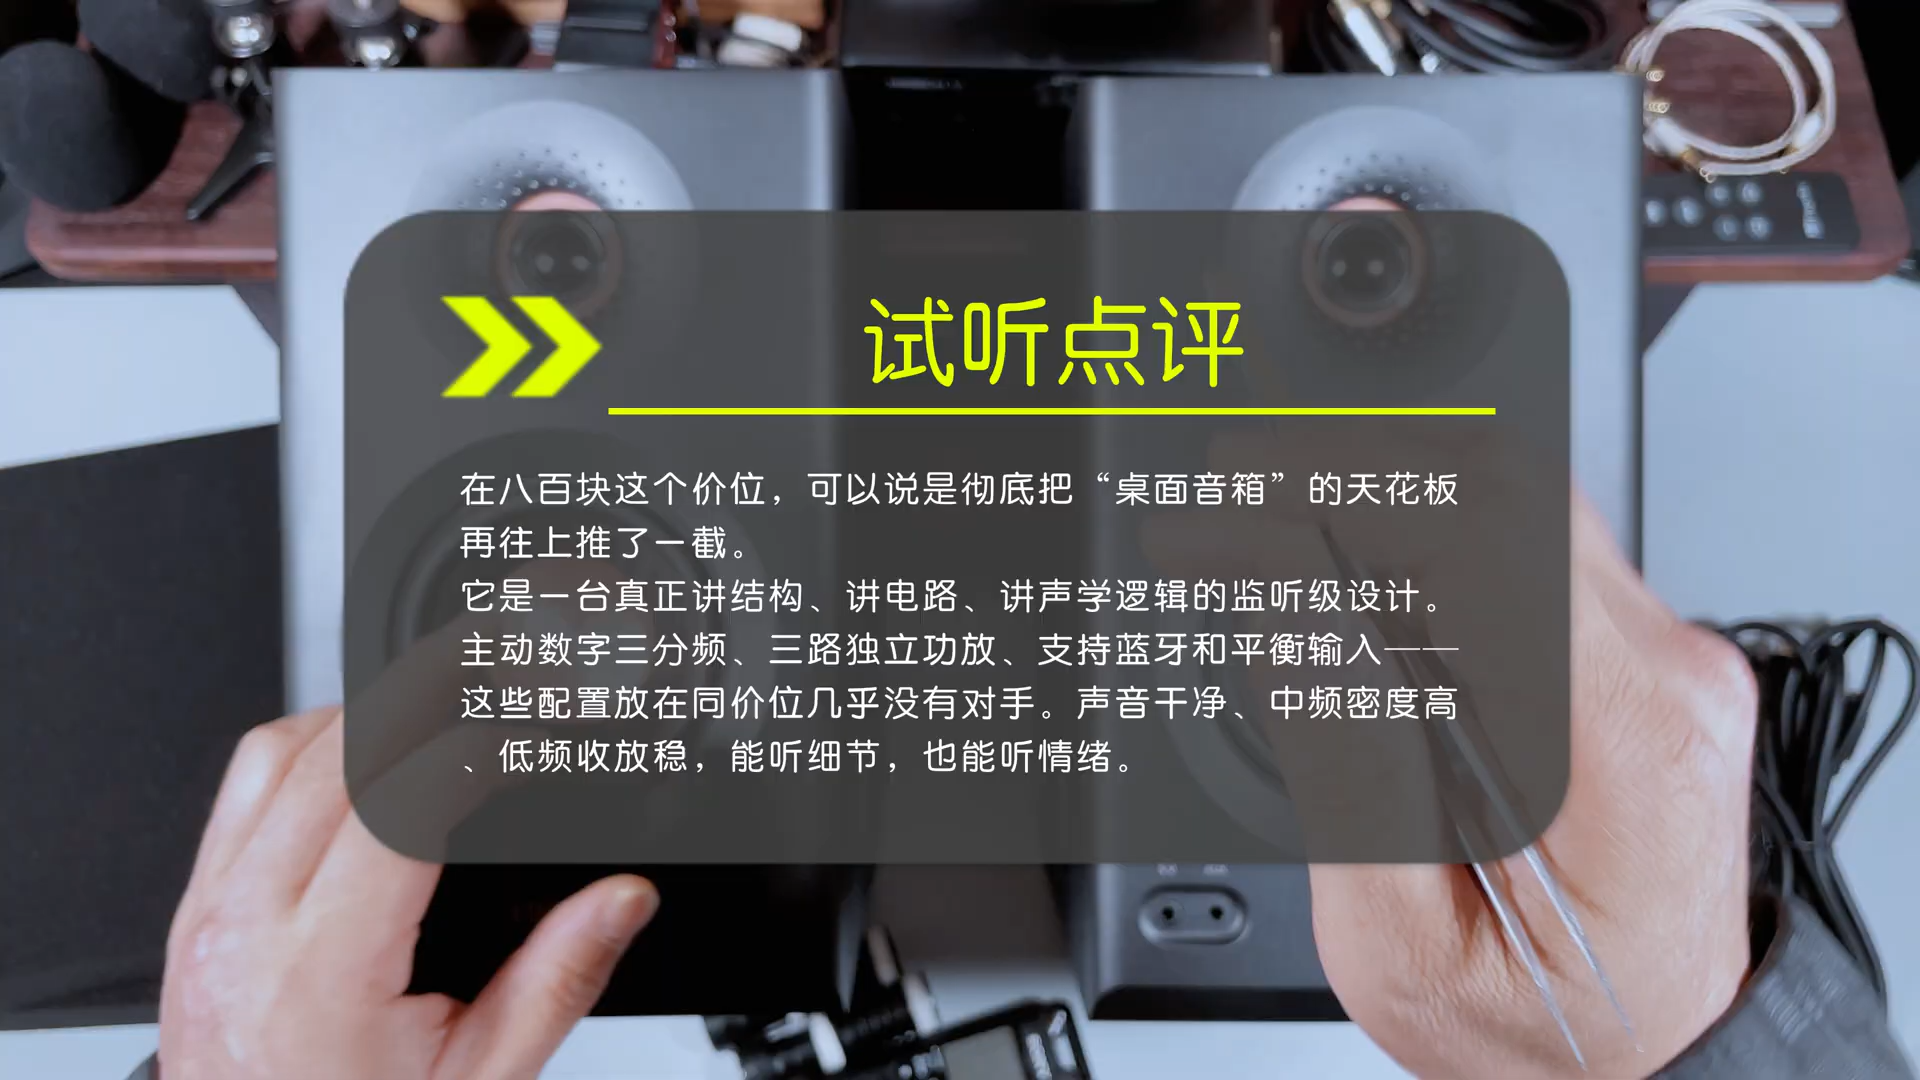 试听点评
在八百块这个价位，可以说是彻底把“桌面音箱”的天花板
再往上推了一截。
它是一台真正讲结构、讲电路、讲声学逻辑的监听级设计。
主动数字三分频、三路独立功放、支持蓝牙和平衡输入——
这些配置放在同价位几乎没有对手。声音干净、中频密度高
、低频收放稳，能听细节，也能听情绪。